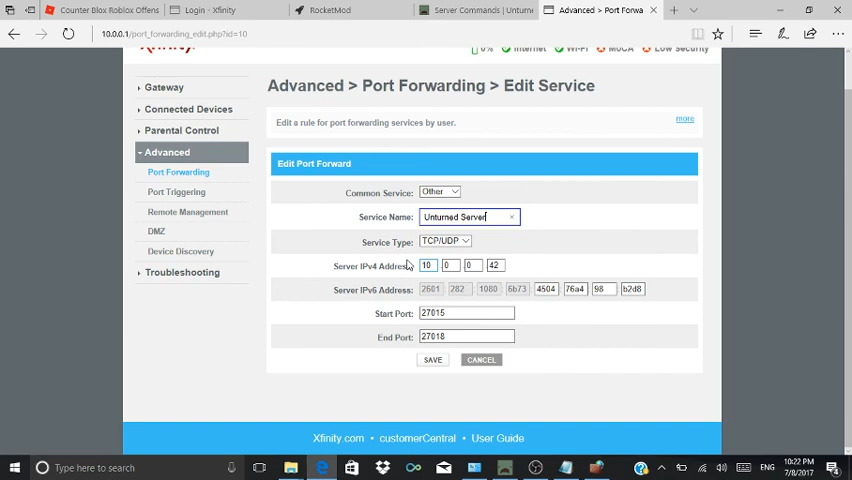 Counter Blox Roblox Offens
Login - Xfinity
RocketMod
Server Commands | Unturne
Advanced > Port Forwa
10.0.0.1/port_forwarding_edit.php?id=10
xfinity
0% Internet Wi-Fi MoCA Low Security
Gateway
Connected Devices
Parental Control
Advanced
Port Forwarding
Port Triggering
Remote Management
DMZ
Device Discovery
Troubleshooting
Advanced > Port Forwarding > Edit Service
Edit a rule for port forwarding services by user.
more
Edit Port Forward
Common Service: Other
Service Name: Unturned Server
Service Type: TCP/UDP
Server IPv4 Address: 10 0 0 42
Server IPv6 Address: 2601 : 282 : 1080 : 6b73 : 4504 : 76a4 : 98 : b2d8
Start Port: 27015
End Port: 27018
SAVE CANCEL
Xfinity.com • customerCentral • User Guide
Type here to search
ENG
10:22 PM
7/8/2017
4